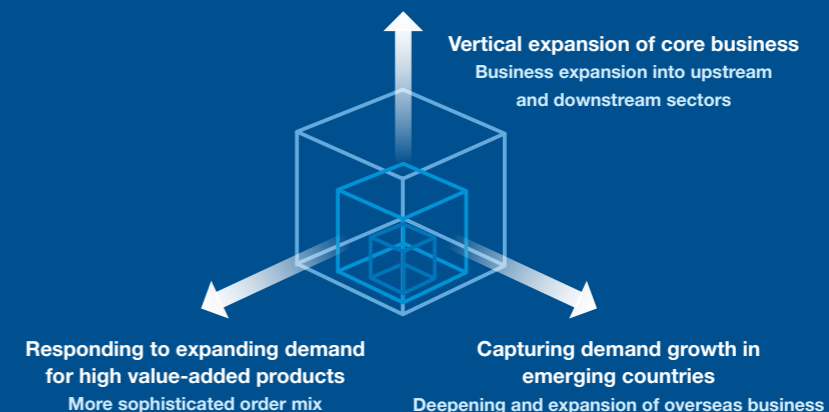 Vertical expansion of core business
Business expansion into upstream
and downstream sectors
Responding to expanding demand
for high value-added products
More sophisticated order mix
Capturing demand growth in
emerging countries
Deepening and expansion of overseas business